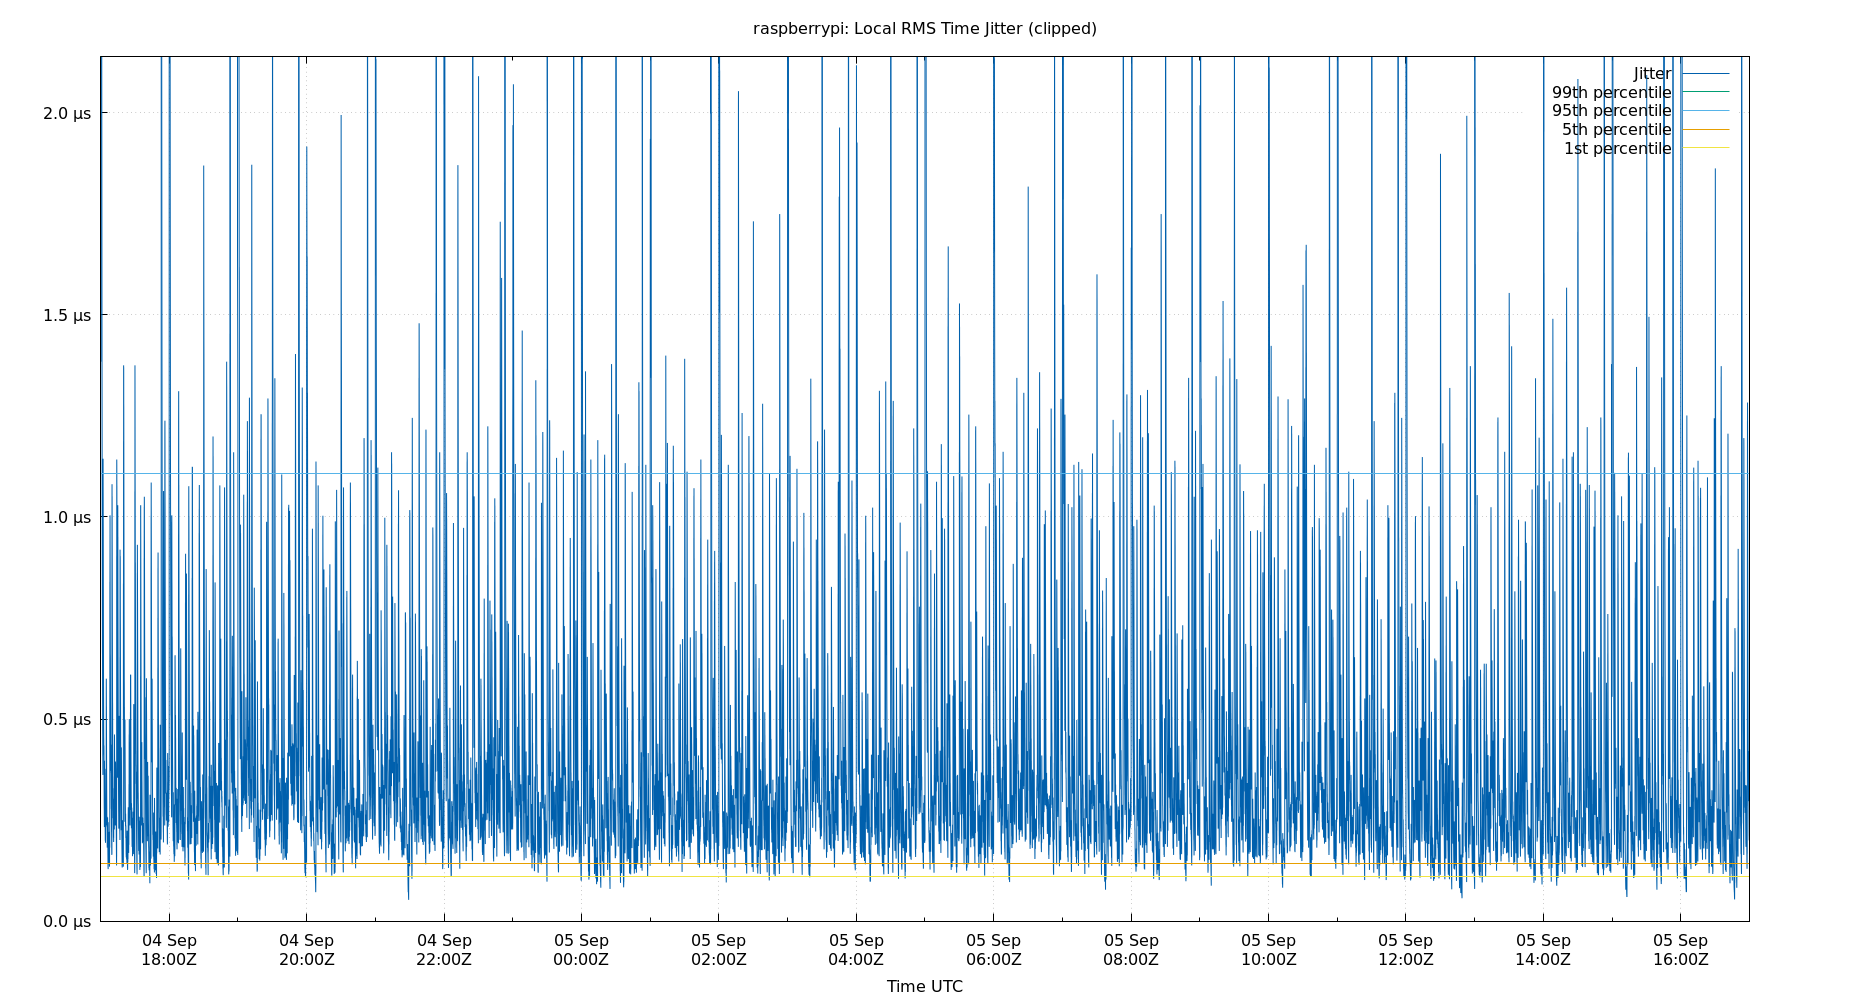 raspberrypi: Local RMS Time Jitter (clipped)
Jitter
99th percentile
95th percentile
5th percentile
1st percentile
2.0 µs
1.5 µs
1.0 µs
0.5 µs
0.0 µs
04 Sep 04 Sep 04 Sep 05 Sep 05 Sep 05 Sep 05 Sep 05 Sep 05 Sep 05 Sep 05 Sep 05 Sep
18:00Z 20:00Z 22:00Z 00:00Z 02:00Z 04:00Z 06:00Z 08:00Z 10:00Z 12:00Z 14:00Z 16:00Z
Time UTC